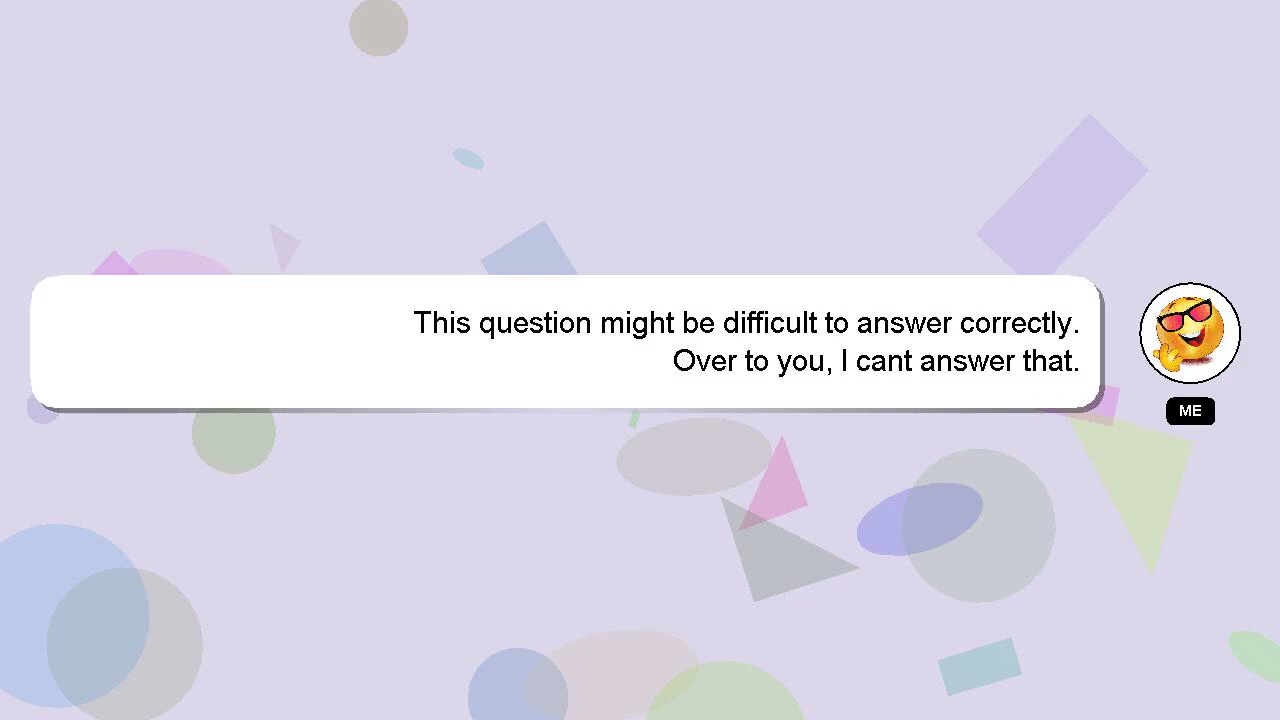 This question might be difficult to answer correctly.
Over to you, I cant answer that.
ME